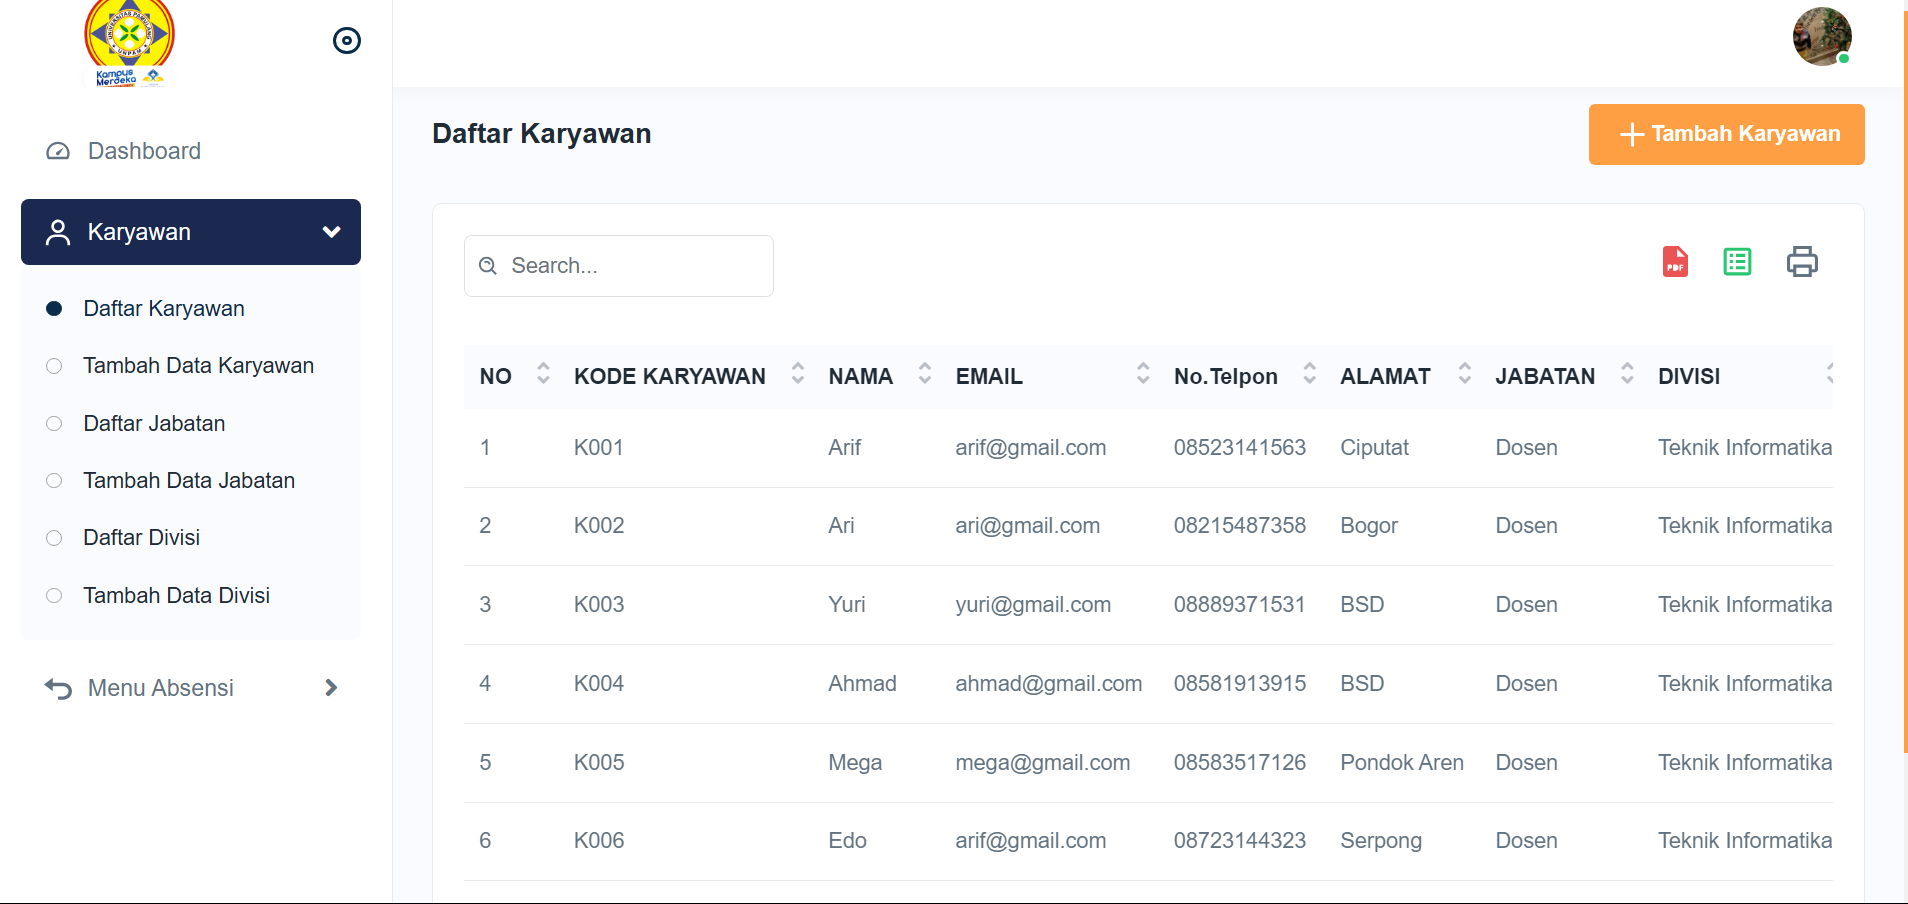 UNIVERSITAS PAMULANG
UNPAM
Kampus
Merdeka
Dashboard
Karyawan
Daftar Karyawan
Tambah Data Karyawan
Daftar Jabatan
Tambah Data Jabatan
Daftar Divisi
Tambah Data Divisi
Menu Absensi
Daftar Karyawan
Tambah Karyawan
Search...
PDF
NO KODE KARYAWAN NAMA EMAIL No.Telpon ALAMAT JABATAN DIVISI
1 K001 Arif arif@gmail.com 08523141563 Ciputat Dosen Teknik Informatika
2 K002 Ari ari@gmail.com 08215487358 Bogor Dosen Teknik Informatika
3 K003 Yuri yuri@gmail.com 08889371531 BSD Dosen Teknik Informatika
4 K004 Ahmad ahmad@gmail.com 08581913915 BSD Dosen Teknik Informatika
5 K005 Mega mega@gmail.com 08583517126 Pondok Aren Dosen Teknik Informatika
6 K006 Edo arif@gmail.com 08723144323 Serpong Dosen Teknik Informatika